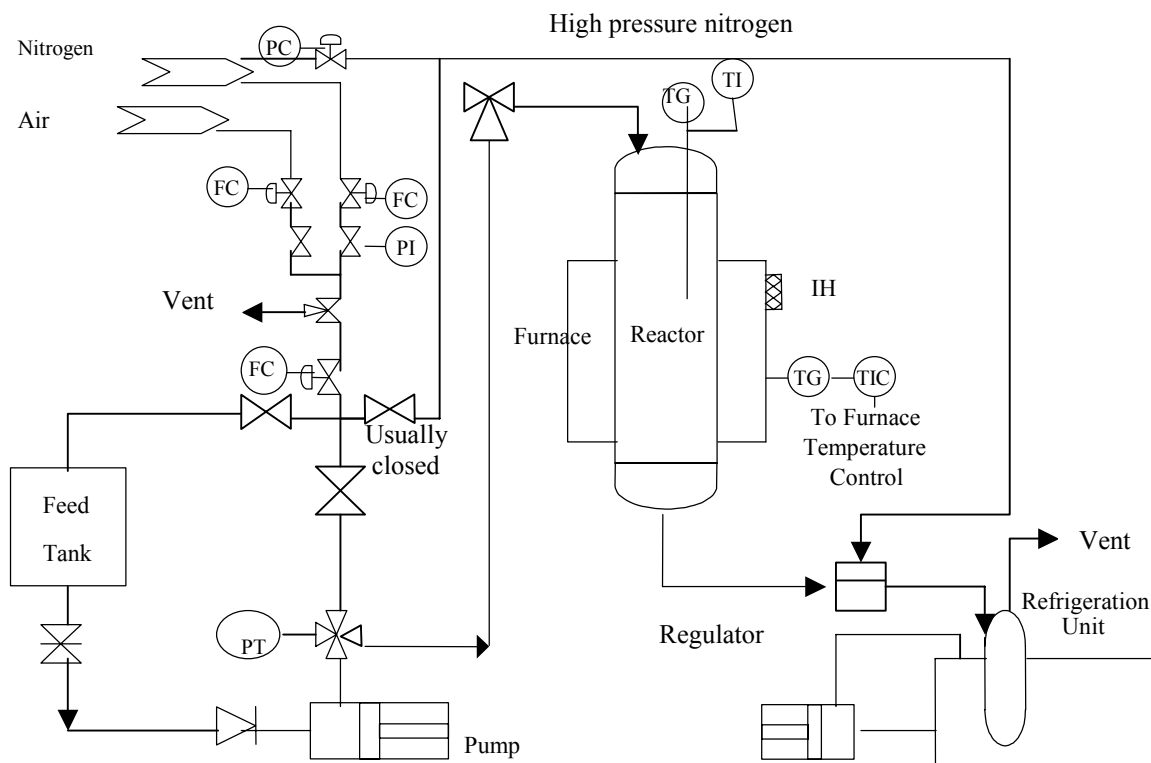 High pressure nitrogen
Nitrogen
PC
TI
TG
Air
FC
FC
PI
Vent
IH
Furnace
Reactor
FC
TG
TIC
To Furnace
Temperature
Control
Usually
closed
Feed
Tank
Vent
Refrigeration
Unit
Regulator
PT
Pump